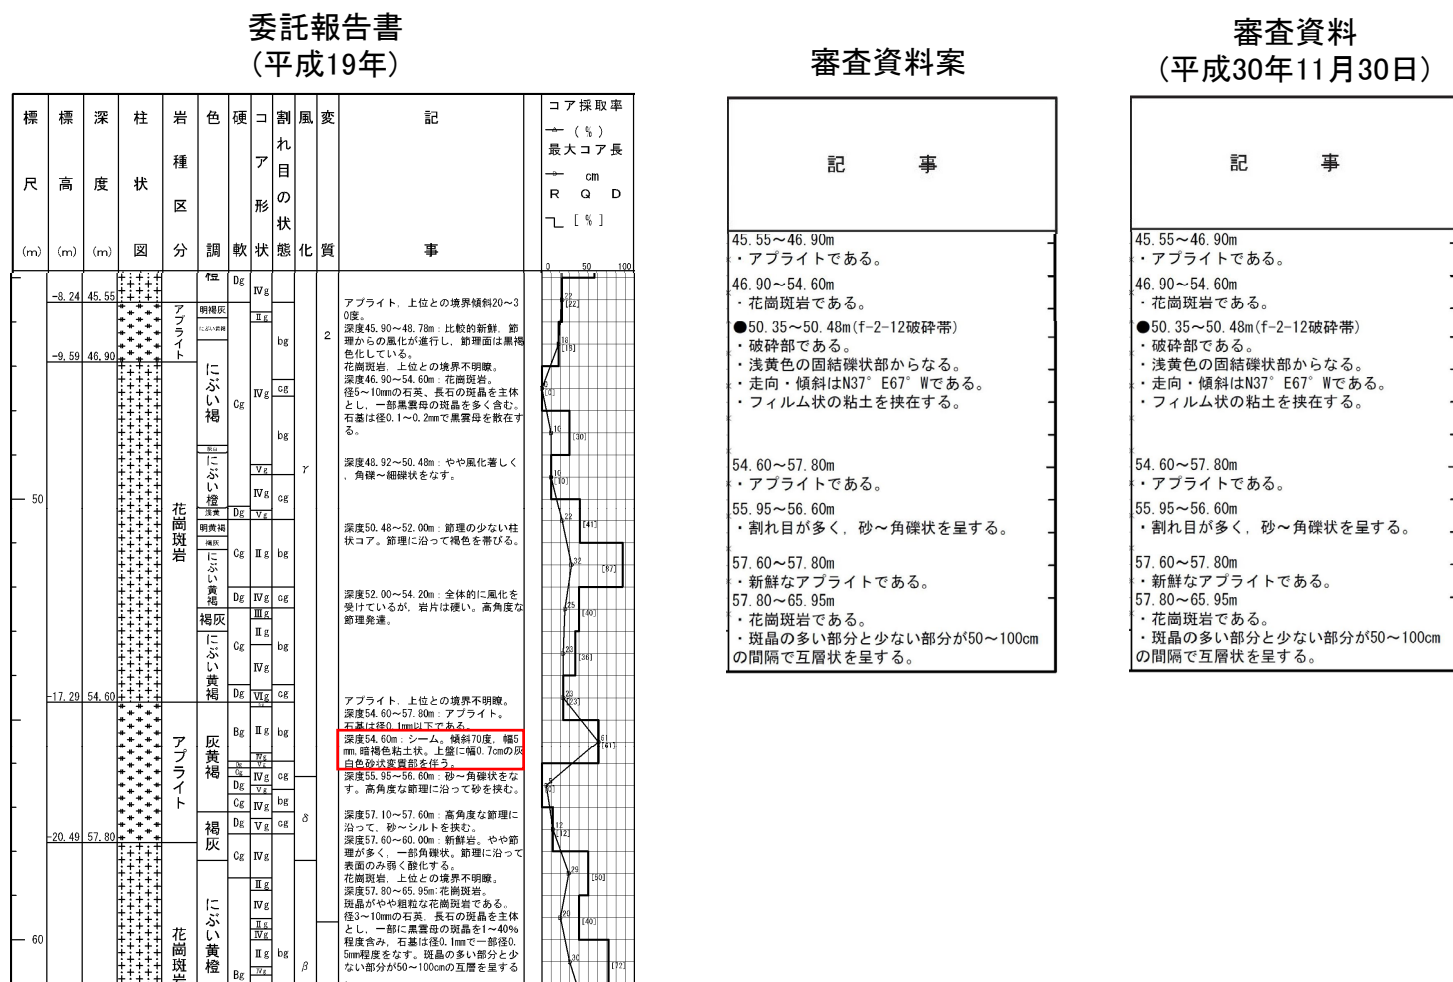 委託報告書
(平成19年)
審査資料案
審査資料
(平成30年11月30日)
標尺(m)
標高(m)
深度(m)
柱状図
岩種区分
色調
硬軟
コア形状
割れ目の状態
風化
変質
記事
コア採取率
(%)
最大コア長
cm
R Q D
[%]
0 50 100
-8.24 45.55
-9.59 46.90
-17.29 54.60
-20.49 57.80
50
60
アプライト
花崗斑岩
アプライト
花崗斑岩
橙
明褐灰
にぶい褐
にぶい橙
浅黄
明黄褐
褐灰
にぶい黄褐
褐灰
にぶい黄褐
灰黄褐
褐灰
にぶい黄橙
アプライト，上位との境界傾斜20～3
0度。
深度45.90～48.78m：比較的新鮮，節
理からの風化が進行し，節理面は黒褐
色化している。
花崗斑岩，上位との境界不明瞭。
深度46.90～54.60m：花崗斑岩。
径5～10mmの石英、長石の斑晶を主体
とし、一部黒雲母の斑晶を多く含む。
石基は径0.1～0.2mmで黒雲母を散在す
る。
深度48.92～50.48m：やや風化著しく
，角礫～細礫状をなす。
深度50.48～52.00m：節理の少ない柱
状コア。節理に沿って褐色を帯びる。
深度52.00～54.20m：全体的に風化を
受けているが，岩片は硬い。高角度な
節理発達。
アプライト，上位との境界不明瞭。
深度54.60～57.80m：アプライト。
石基は径0.1mm以下である。
深度54.60m：シーム。傾斜70度，幅5
mm，暗褐色粘土状。上盤に幅0.7cmの灰
白色砂状変質部を伴う。
深度55.95～56.60m：砂～角礫状をな
す。高角度な節理に沿って砂を挟む。
深度57.10～57.60m：高角度な節理に
沿って，砂～シルトを挟む。
深度57.60～60.00m：新鮮岩。やや節
理が多く，一部角礫状。節理に沿って
表面のみ弱く酸化する。
花崗斑岩，上位との境界不明瞭。
深度57.80～65.95m：花崗斑岩。
斑晶がやや粗粒な花崗斑岩である。
径3～10mmの石英，長石の斑晶を主体
とし，一部に黒雲母の斑晶を1～40%
程度含み，石基は径0.1mmで一部径0.
5mm程度をなす。斑晶の多い部分と少
ない部分が50～100cmの互層を呈する
記 事
45.55～46.90m
・アプライトである。
46.90～54.60m
・花崗斑岩である。
●50.35～50.48m(f-2-12破砕帯)
・破砕部である。
・浅黄色の固結礫状部からなる。
・走向・傾斜はN37°E67°Wである。
・フィルム状の粘土を挟在する。
54.60～57.80m
・アプライトである。
55.95～56.60m
・割れ目が多く，砂～角礫状を呈する。
57.60～57.80m
・新鮮なアプライトである。
57.80～65.95m
・花崗斑岩である。
・斑晶の多い部分と少ない部分が50～100cm
の間隔で互層状を呈する。
記 事
45.55～46.90m
・アプライトである。
46.90～54.60m
・花崗斑岩である。
●50.35～50.48m(f-2-12破砕帯)
・破砕部である。
・浅黄色の固結礫状部からなる。
・走向・傾斜はN37°E67°Wである。
・フィルム状の粘土を挟在する。
54.60～57.80m
・アプライトである。
55.95～56.60m
・割れ目が多く，砂～角礫状を呈する。
57.60～57.80m
・新鮮なアプライトである。
57.80～65.95m
・花崗斑岩である。
・斑晶の多い部分と少ない部分が50～100cm
の間隔で互層状を呈する。